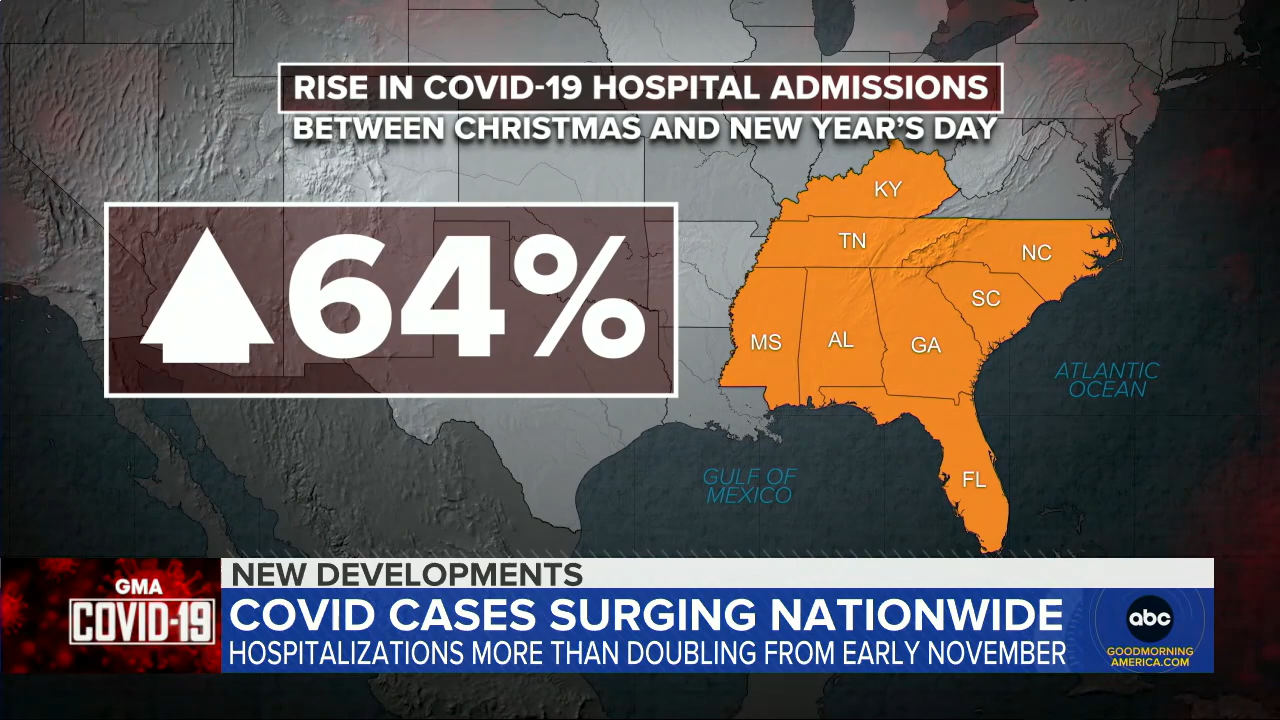 RISE IN COVID-19 HOSPITAL ADMISSIONS
BETWEEN CHRISTMAS AND NEW YEAR'S DAY
64%
KY
TN
NC
SC
MS
AL
GA
FL
ATLANTIC
OCEAN
GULF OF
MEXICO
NEW DEVELOPMENTS
GMA
COVID-19
COVID CASES SURGING NATIONWIDE
HOSPITALIZATIONS MORE THAN DOUBLING FROM EARLY NOVEMBER
abc
GOODMORNING
AMERICA.COM